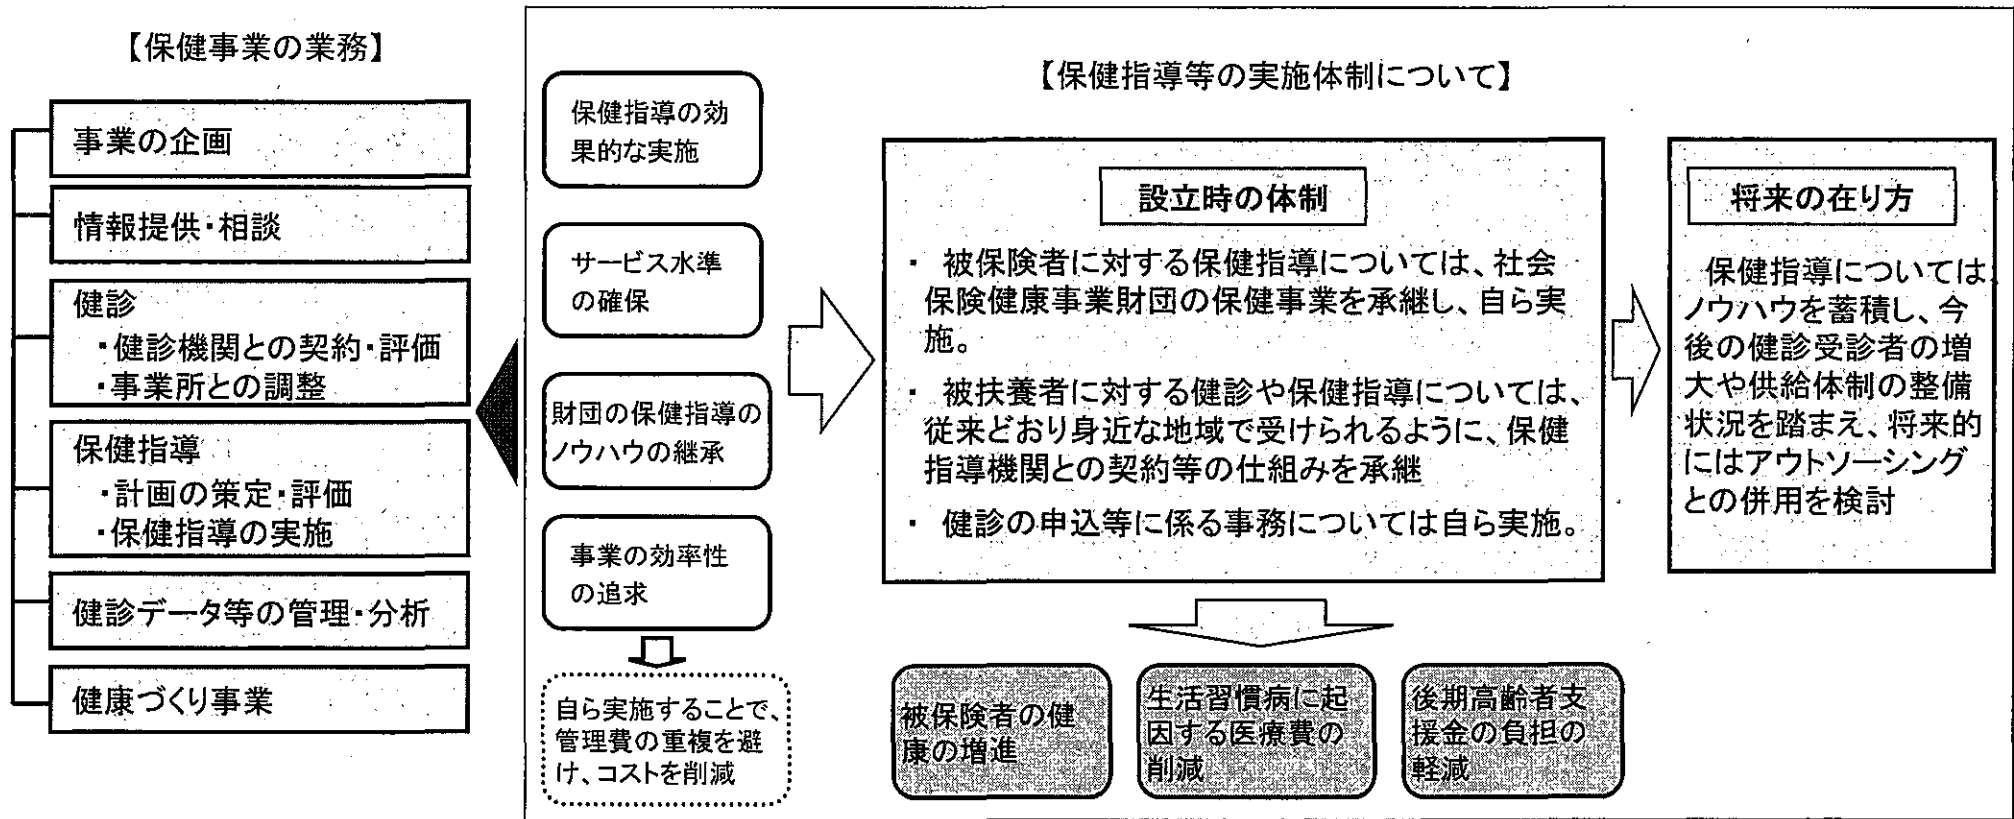 【保健事業の業務】
事業の企画
情報提供・相談
健診
・健診機関との契約・評価
・事業所との調整
保健指導
・計画の策定・評価
・保健指導の実施
健診データ等の管理・分析
健康づくり事業
保健指導の効
果的な実施
サービス水準
の確保
財団の保健指導の
ノウハウの継承
事業の効率性
の追求
自ら実施することで、
管理費の重複を避
け、コストを削減
【保健指導等の実施体制について】
設立時の体制
・ 被保険者に対する保健指導については、社会
保険健康事業財団の保健事業を承継し、自ら実
施。
・ 被扶養者に対する健診や保健指導については、
従来どおり身近な地域で受けられるように、保健
指導機関との契約等の仕組みを承継
・ 健診の申込等に係る事務については自ら実施。
将来の在り方
保健指導については、
ノウハウを蓄積し、今
後の健診受診者の増
大や供給体制の整備
状況を踏まえ、将来的
にはアウトソーシング
との併用を検討
被保険者の健
康の増進
生活習慣病に起
因する医療費の
削減
後期高齢者支
援金の負担の
軽減